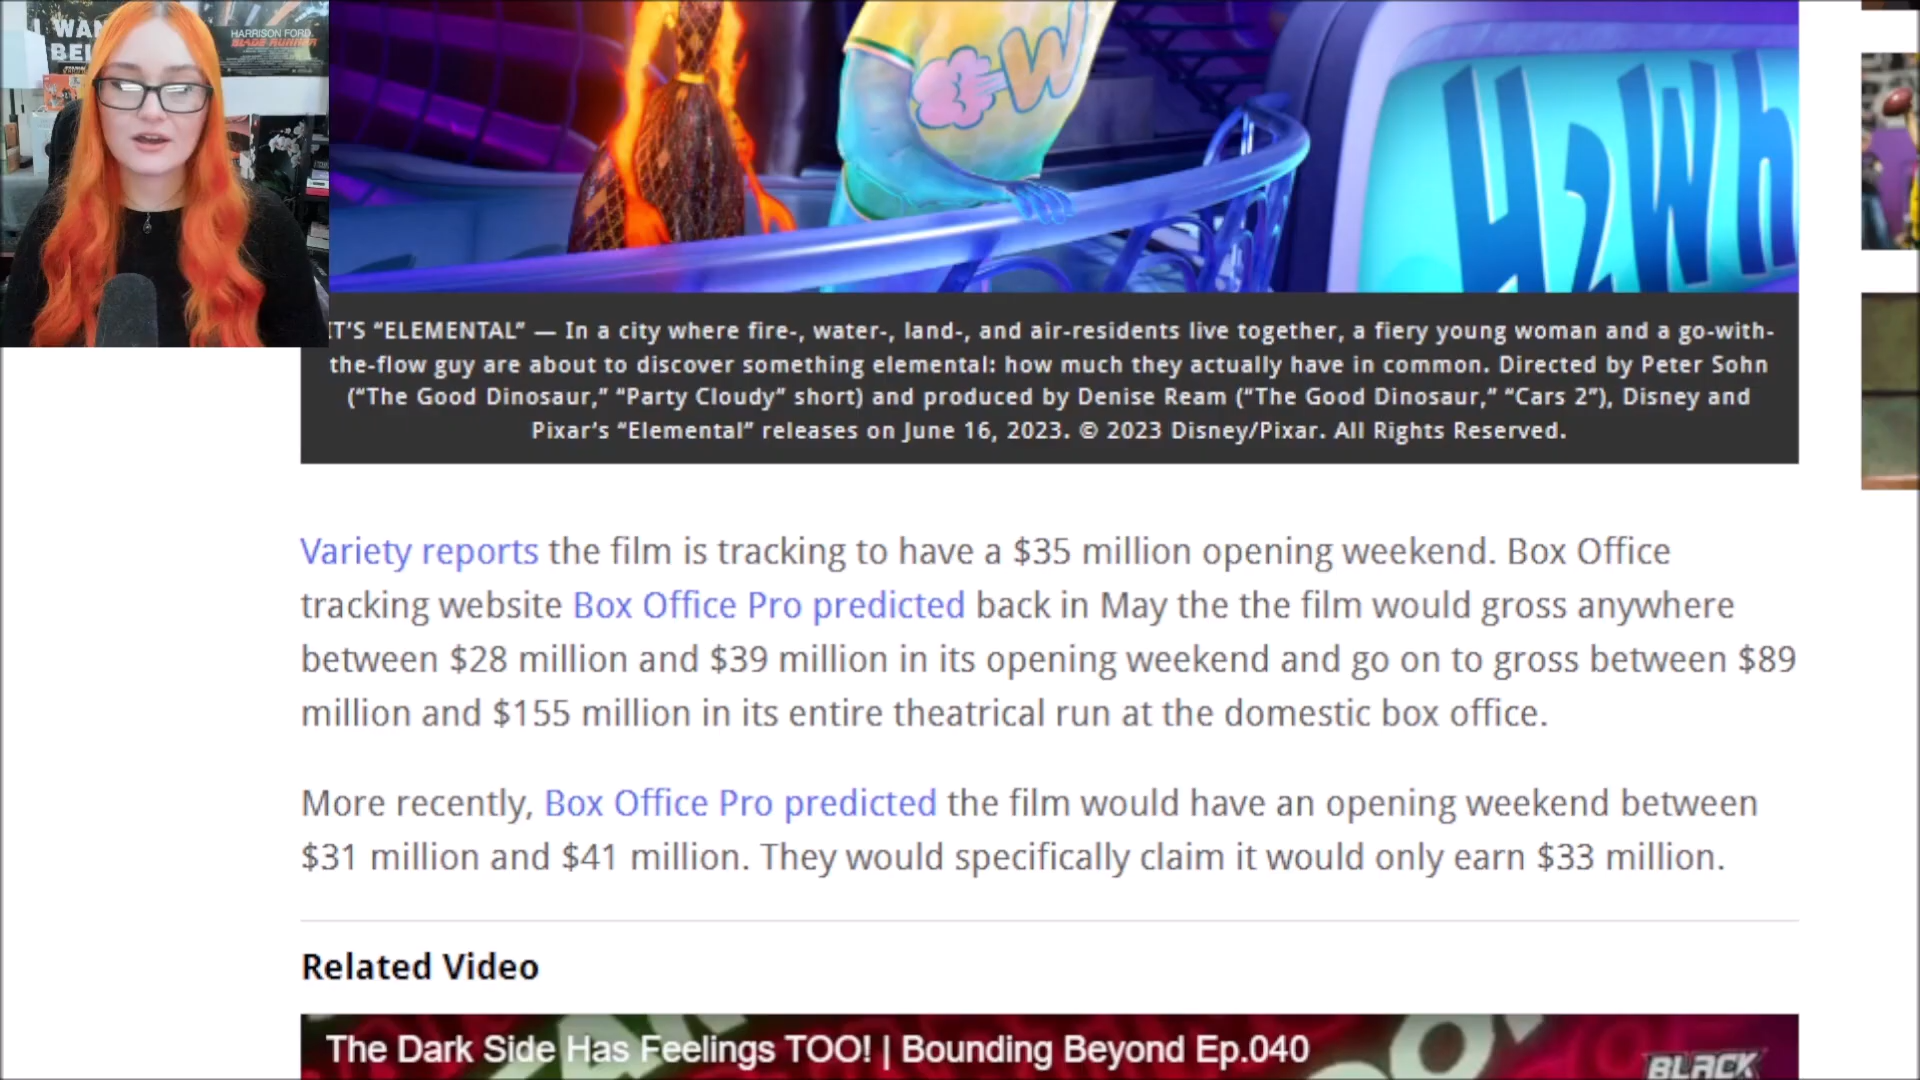 I WAN
BEL
HARRISON FORD
BLADE RUNNER
W
H2Wh
IT'S “ELEMENTAL” — In a city where fire-, water-, land-, and air-residents live together, a fiery young woman and a go-with-
the-flow guy are about to discover something elemental: how much they actually have in common. Directed by Peter Sohn
(“The Good Dinosaur,” “Party Cloudy” short) and produced by Denise Ream (“The Good Dinosaur,” “Cars 2”), Disney and
Pixar’s “Elemental” releases on June 16, 2023. © 2023 Disney/Pixar. All Rights Reserved.
Variety reports the film is tracking to have a $35 million opening weekend. Box Office
tracking website Box Office Pro predicted back in May the the film would gross anywhere
between $28 million and $39 million in its opening weekend and go on to gross between $89
million and $155 million in its entire theatrical run at the domestic box office.
More recently, Box Office Pro predicted the film would have an opening weekend between
$31 million and $41 million. They would specifically claim it would only earn $33 million.
Related Video
The Dark Side Has Feelings TOO! | Bounding Beyond Ep.040
BLACK